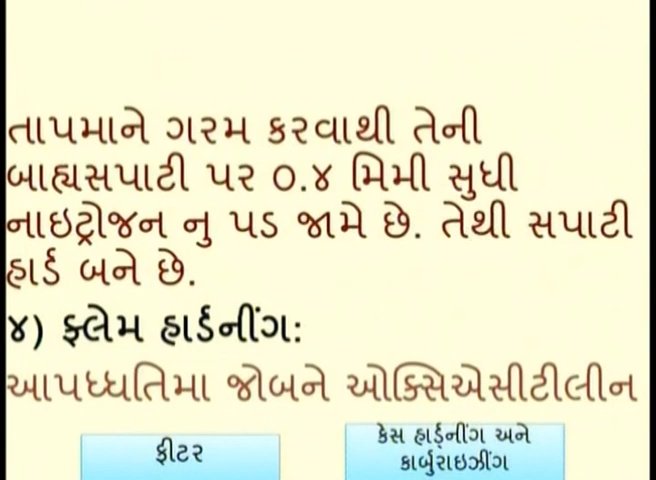 તાપમાને ગરમ કરવાથી તેની
બાહ્યસપાટી પર ૦.૪ મિમી સુધી
નાઇટ્રોજન નુ પડ જામે છે. તેથી સપાટી
હાર્ડ બને છે.
૪) ફ્લેમ હાર્ડનીંગ:
આપધ્ધતિમા જોબને ઓક્સિએસીટીલીન
ફીટર
કેસ હાર્ડ્નીંગ અને
કાર્બુરાઇઝીંગ